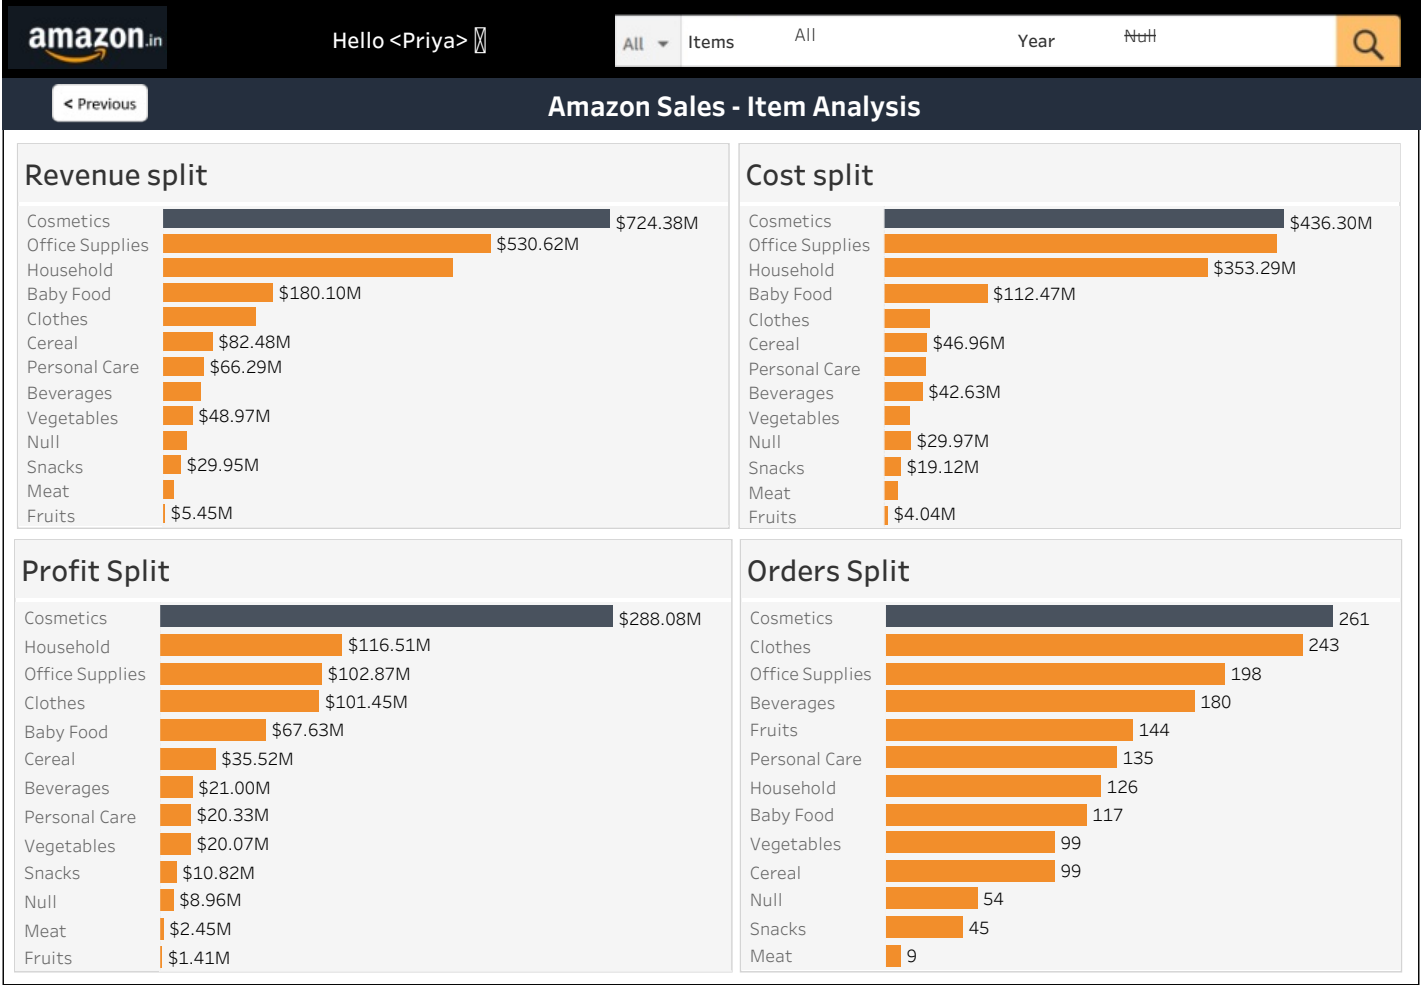 amazon.in
Hello <Priya>
All Items All Year Null
< Previous
Amazon Sales - Item Analysis
Revenue split
Cosmetics $724.38M
Office Supplies $530.62M
Household
Baby Food $180.10M
Clothes
Cereal $82.48M
Personal Care $66.29M
Beverages
Vegetables $48.97M
Null
Snacks $29.95M
Meat
Fruits $5.45M
Cost split
Cosmetics $436.30M
Office Supplies
Household $353.29M
Baby Food $112.47M
Clothes
Cereal $46.96M
Personal Care
Beverages $42.63M
Vegetables
Null $29.97M
Snacks $19.12M
Meat
Fruits $4.04M
Profit Split
Cosmetics $288.08M
Household $116.51M
Office Supplies $102.87M
Clothes $101.45M
Baby Food $67.63M
Cereal $35.52M
Beverages $21.00M
Personal Care $20.33M
Vegetables $20.07M
Snacks $10.82M
Null $8.96M
Meat $2.45M
Fruits $1.41M
Orders Split
Cosmetics 261
Clothes 243
Office Supplies 198
Beverages 180
Fruits 144
Personal Care 135
Household 126
Baby Food 117
Vegetables 99
Cereal 99
Null 54
Snacks 45
Meat 9